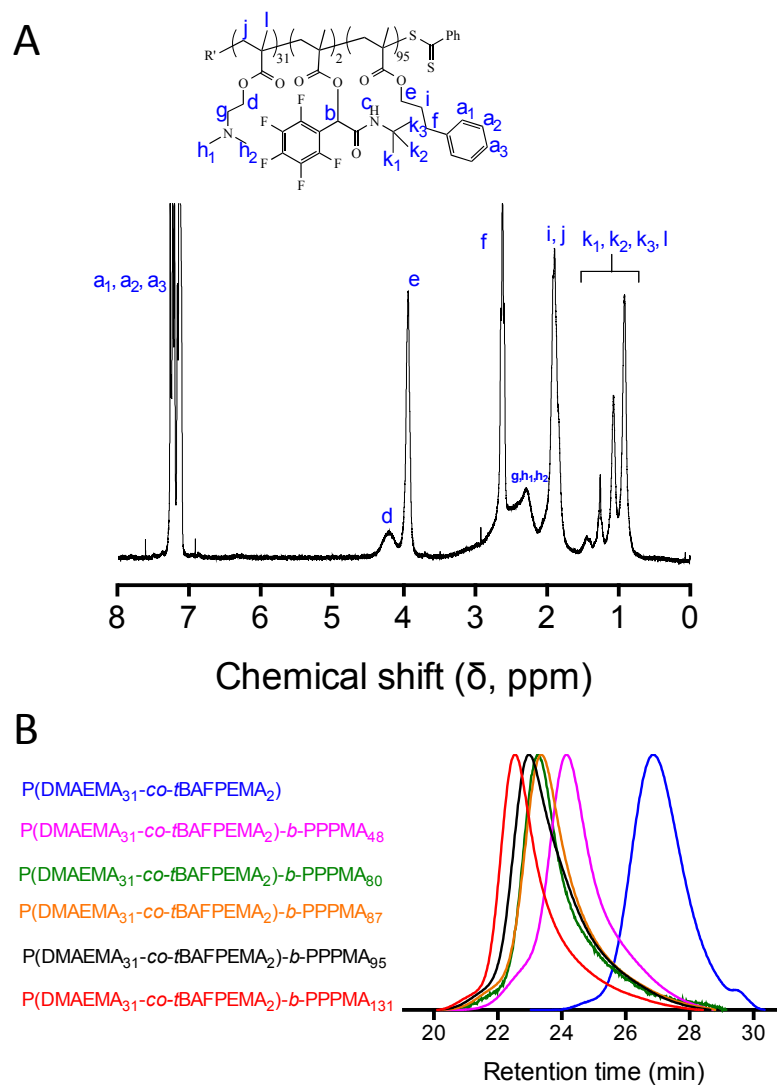 A
j
l
R'
31
2
95
S
Ph
S
O
O
O
O
O
O
e
i
g
d
b
c
H
N
f
a1
a2
a3
F
F
F
F
F
N
h1
h2
O
k3
k1
k2
a1, a2, a3
d
e
f
g,h1,h2
i, j
k1, k2, k3, l
8 7 6 5 4 3 2 1 0
Chemical shift (δ, ppm)
B
P(DMAEMA31-co-tBAFPEMA2)
P(DMAEMA31-co-tBAFPEMA2)-b-PPPMA48
P(DMAEMA31-co-tBAFPEMA2)-b-PPPMA80
P(DMAEMA31-co-tBAFPEMA2)-b-PPPMA87
P(DMAEMA31-co-tBAFPEMA2)-b-PPPMA95
P(DMAEMA31-co-tBAFPEMA2)-b-PPPMA131
20 22 24 26 28 30
Retention time (min)